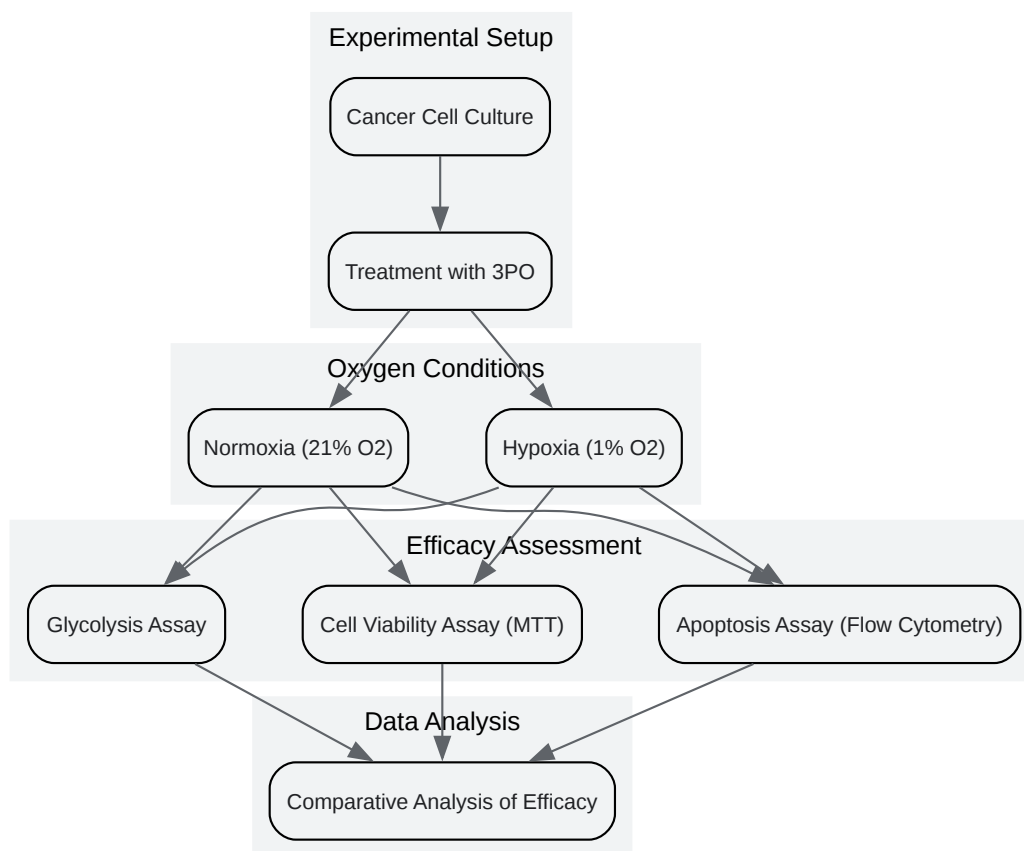 Experimental Setup
Cancer Cell Culture
Treatment with 3PO
Oxygen Conditions
Normoxia (21% O2)
Hypoxia (1% O2)
Efficacy Assessment
Glycolysis Assay
Cell Viability Assay (MTT)
Apoptosis Assay (Flow Cytometry)
Data Analysis
Comparative Analysis of Efficacy